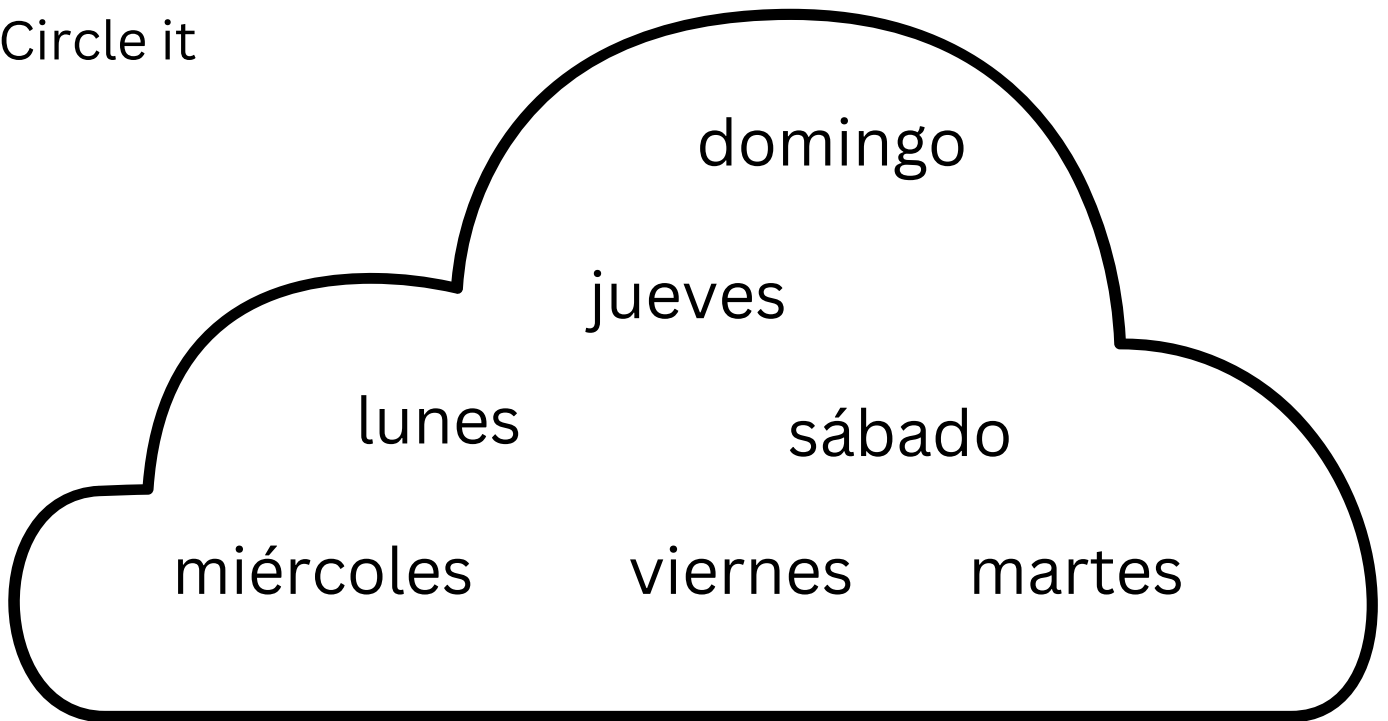 Circle it
domingo
jueves
lunes
sábado
miércoles viernes martes